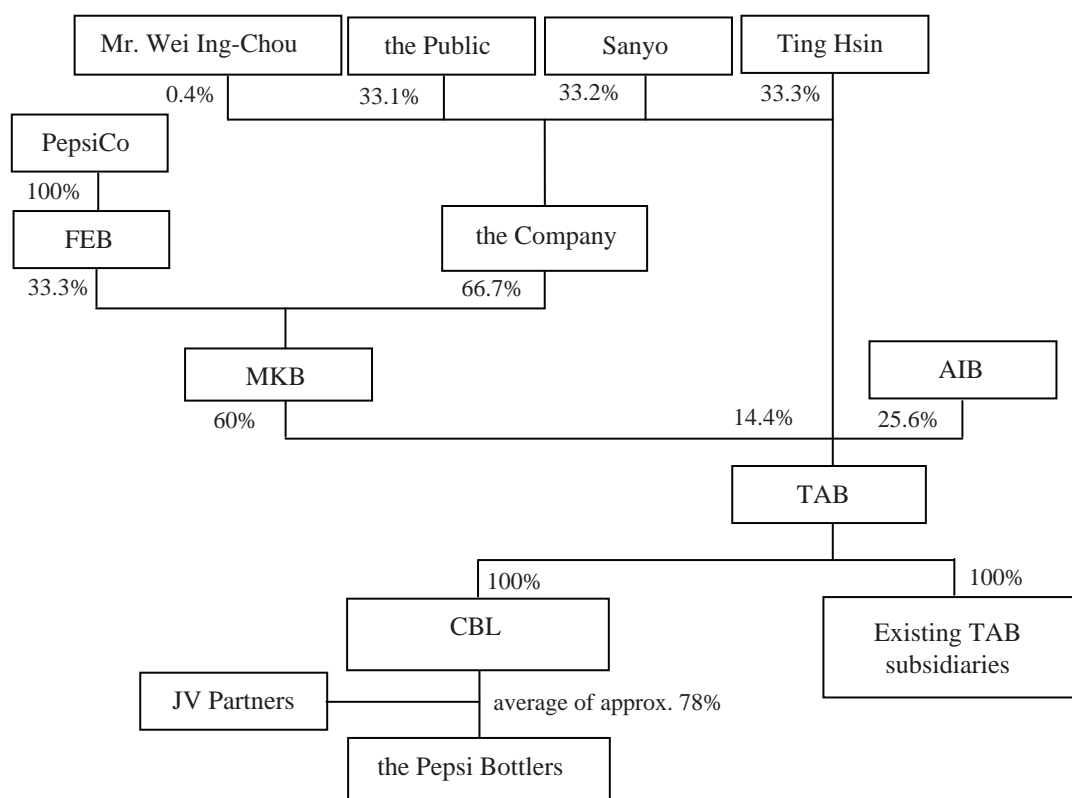 Mr. Wei Ing-Chou
the Public
Sanyo
Ting Hsin
0.4%
33.1%
33.2%
33.3%
PepsiCo
100%
FEB
the Company
33.3%
66.7%
MKB
AIB
60%
14.4%
25.6%
TAB
100%
100%
CBL
Existing TAB
subsidiaries
JV Partners
average of approx. 78%
the Pepsi Bottlers